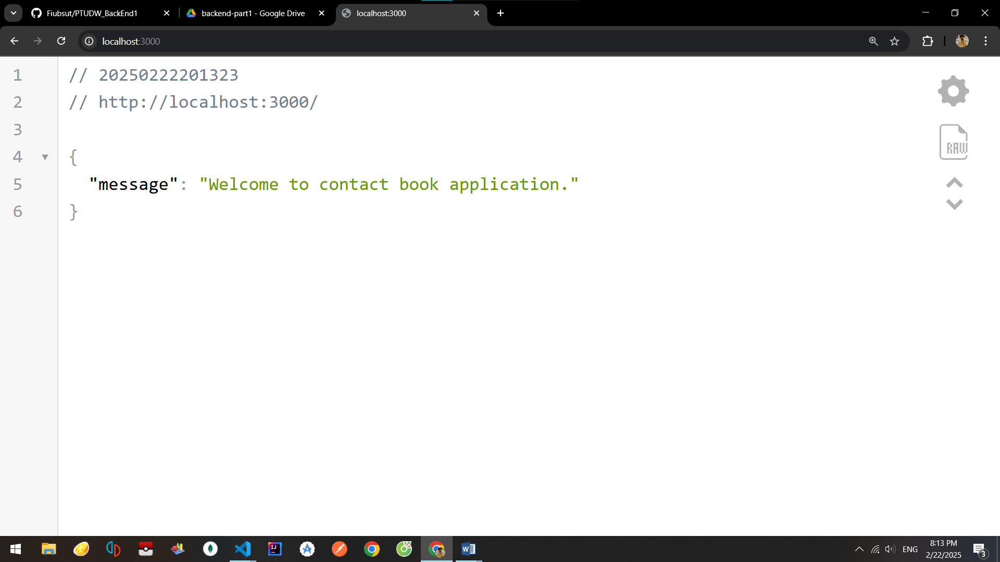 Fiubsut/PTUDW_BackEnd1
backend-part1 - Google Drive
localhost:3000
localhost:3000
1 // 20250222201323
2 // http://localhost:3000/
3
4 {
5 "message": "Welcome to contact book application."
6 }
RAW
IJ
W
ENG
8:13 PM
2/22/2025
3